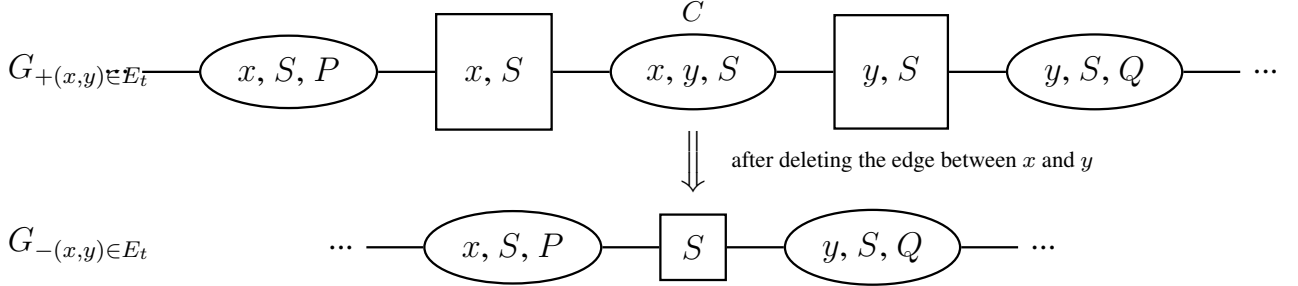 C
G_{+(x,y)∈E_t} ... x, S, P x, S x, y, S y, S y, S, Q ...
after deleting the edge between x and y
G_{−(x,y)∈E_t} ... x, S, P S y, S, Q ...